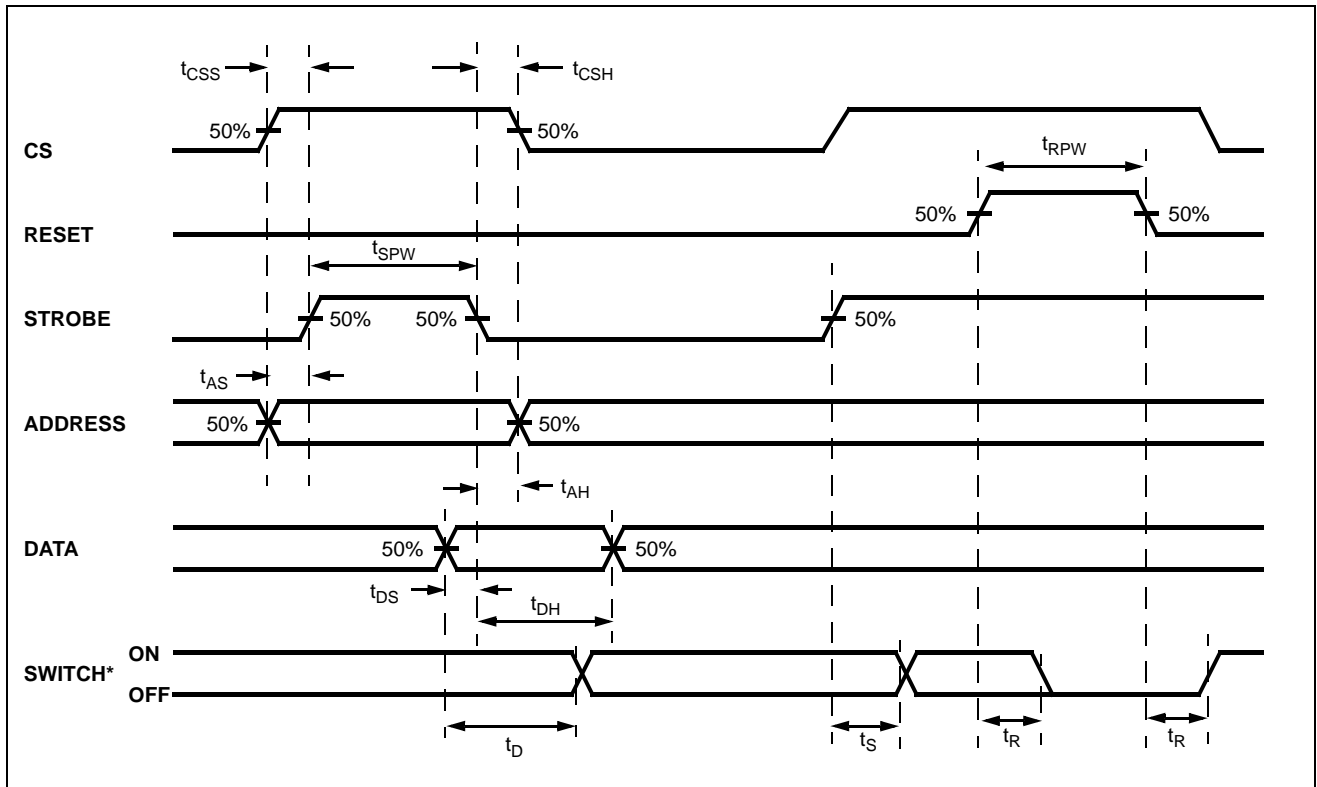 tCSS
tCSH
50%
50%
CS
tRPW
50%
50%
RESET
tSPW
STROBE
50%
50%
50%
tAS
ADDRESS
50%
50%
tAH
DATA
50%
50%
tDS
tDH
SWITCH*
ON
OFF
tD
tS
tR
tR